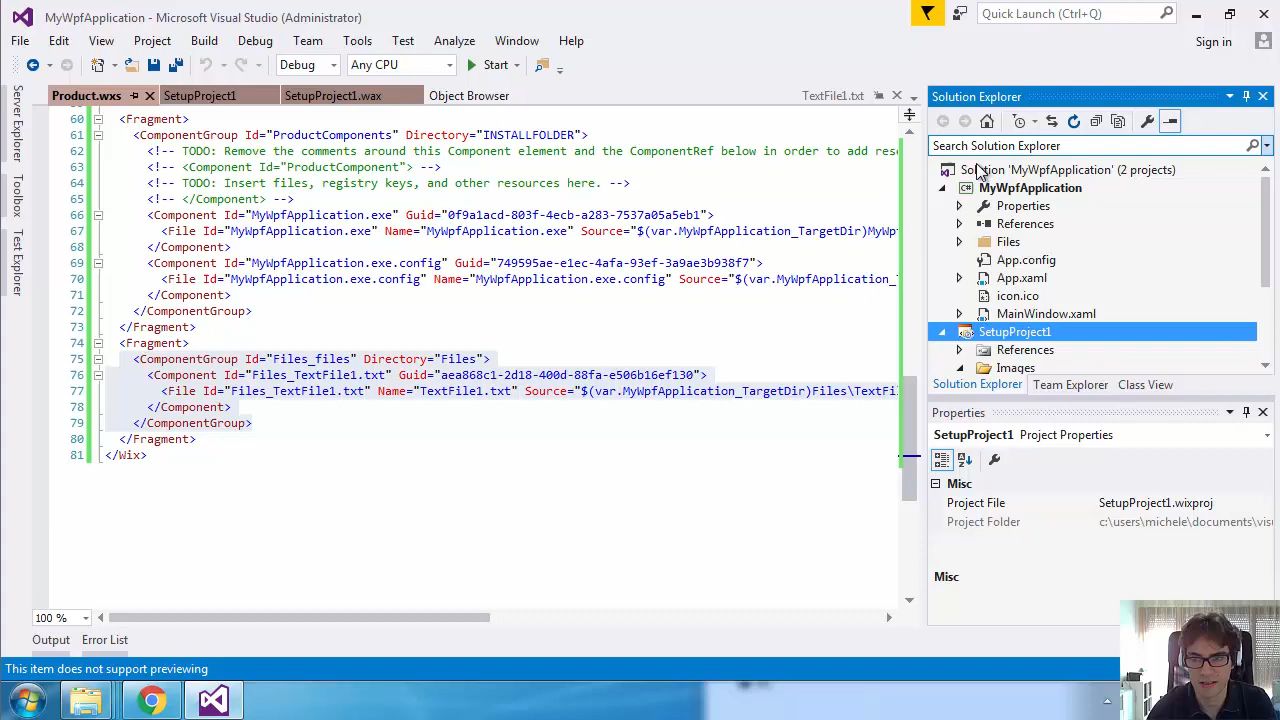 MyWpfApplication - Microsoft Visual Studio (Administrator)
Quick Launch (Ctrl+Q)
File Edit View Project Build Debug Team Tools Test Analyze Window Help
Sign in
Debug Any CPU Start
Product.wxs SetupProject1 SetupProject1.wax Object Browser TextFile1.txt
Server Explorer
Toolbox
Test Explorer
60 <Fragment>
61 <ComponentGroup Id="ProductComponents" Directory="INSTALLFOLDER">
62 <!-- TODO: Remove the comments around this Component element and the ComponentRef below in order to add res
63 <!-- <Component Id="ProductComponent"> -->
64 <!-- TODO: Insert files, registry keys, and other resources here. -->
65 <!-- </Component> -->
66 <Component Id="MyWpfApplication.exe" Guid="0f9a1acd-803f-4ecb-a283-7537a05a5eb1">
67 <File Id="MyWpfApplication.exe" Name="MyWpfApplication.exe" Source="$(var.MyWpfApplication_TargetDir)MyWp
68 </Component>
69 <Component Id="MyWpfApplication.exe.config" Guid="749595ae-e1ec-4afa-93ef-3a9ae3b938f7">
70 <File Id="MyWpfApplication.exe.config" Name="MyWpfApplication.exe.config" Source="$(var.MyWpfApplication_
71 </Component>
72 </ComponentGroup>
73 </Fragment>
74 <Fragment>
75 <ComponentGroup Id="Files_files" Directory="Files">
76 <Component Id="Files_TextFile1.txt" Guid="aea868c1-2d18-400d-88fa-e506b16ef130">
77 <File Id="Files_TextFile1.txt" Name="TextFile1.txt" Source="$(var.MyWpfApplication_TargetDir)Files\TextFi
78 </Component>
79 </ComponentGroup>
80 </Fragment>
81 </Wix>
100 %
Output Error List
This item does not support previewing
Solution Explorer
Search Solution Explorer
Solution 'MyWpfApplication' (2 projects)
MyWpfApplication
Properties
References
Files
App.config
App.xaml
icon.ico
MainWindow.xaml
SetupProject1
References
Images
Solution Explorer Team Explorer Class View
Properties
SetupProject1 Project Properties
Misc
Project File SetupProject1.wixproj
Project Folder c:\users\michele\documents\vis
Misc